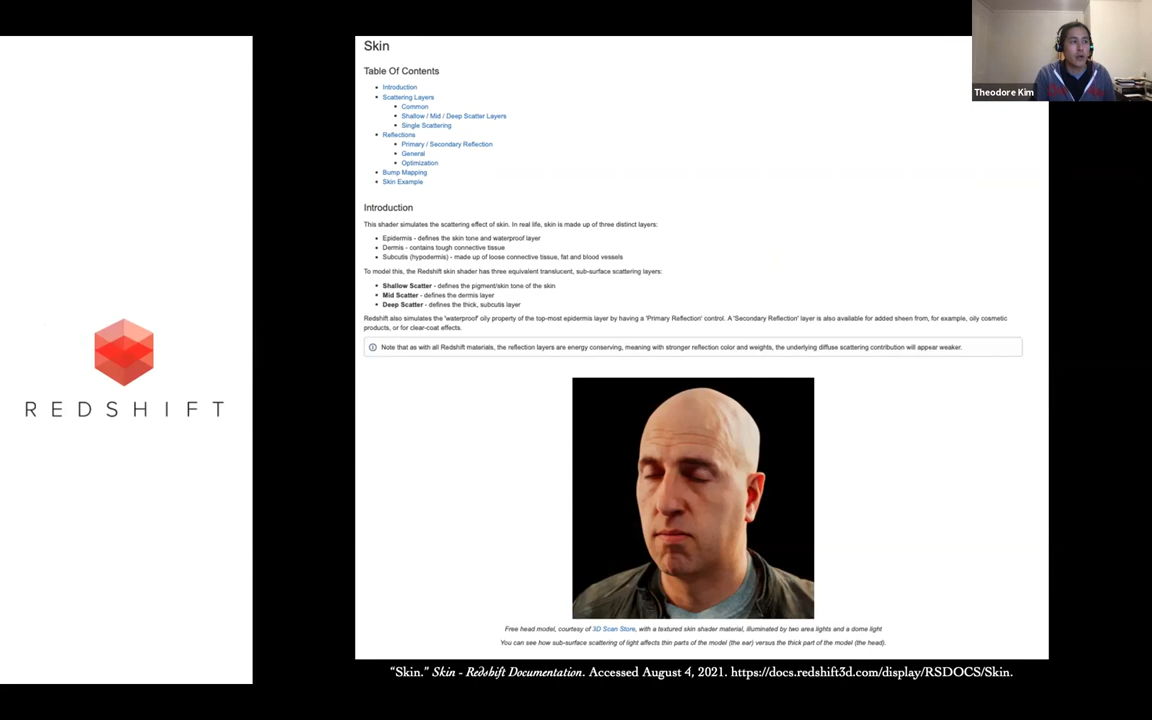 Skin
Table Of Contents
Introduction
Scattering Layers
Common
Shallow / Mid / Deep Scatter Layers
Single Scattering
Reflections
Primary / Secondary Reflection
General
Optimization
Bump Mapping
Skin Example
Introduction
This shader simulates the scattering effect of skin. In real life, skin is made up of three distinct layers:
Epidermis - defines the skin tone and waterproof layer
Dermis - contains tough connective tissue
Subcutis (hypodermis) - made up of loose connective tissue, fat and blood vessels
To model this, the Redshift skin shader has three equivalent translucent, sub-surface scattering layers:
Shallow Scatter - defines the pigment/skin tone of the skin
Mid Scatter - defines the dermis layer
Deep Scatter - defines the thick, subcutis layer
Redshift also simulates the 'waterproof' oily property of the top-most epidermis layer by having a 'Primary Reflection' control. A 'Secondary Reflection' layer is also available for added sheen from, for example, oily cosmetic
products, or for clear-coat effects.
Note that as with all Redshift materials, the reflection layers are energy conserving, meaning with stronger reflection color and weights, the underlying diffuse scattering contribution will appear weaker.
REDSHIFT
Free head model, courtesy of 3D Scan Store, with a textured skin shader material, illuminated by two area lights and a dome light
You can see how sub-surface scattering of light affects thin parts of the model (the ear) versus the thick part of the model (the head).
“Skin.” Skin - Redshift Documentation. Accessed August 4, 2021. https://docs.redshift3d.com/display/RSDOCS/Skin.
Theodore Kim